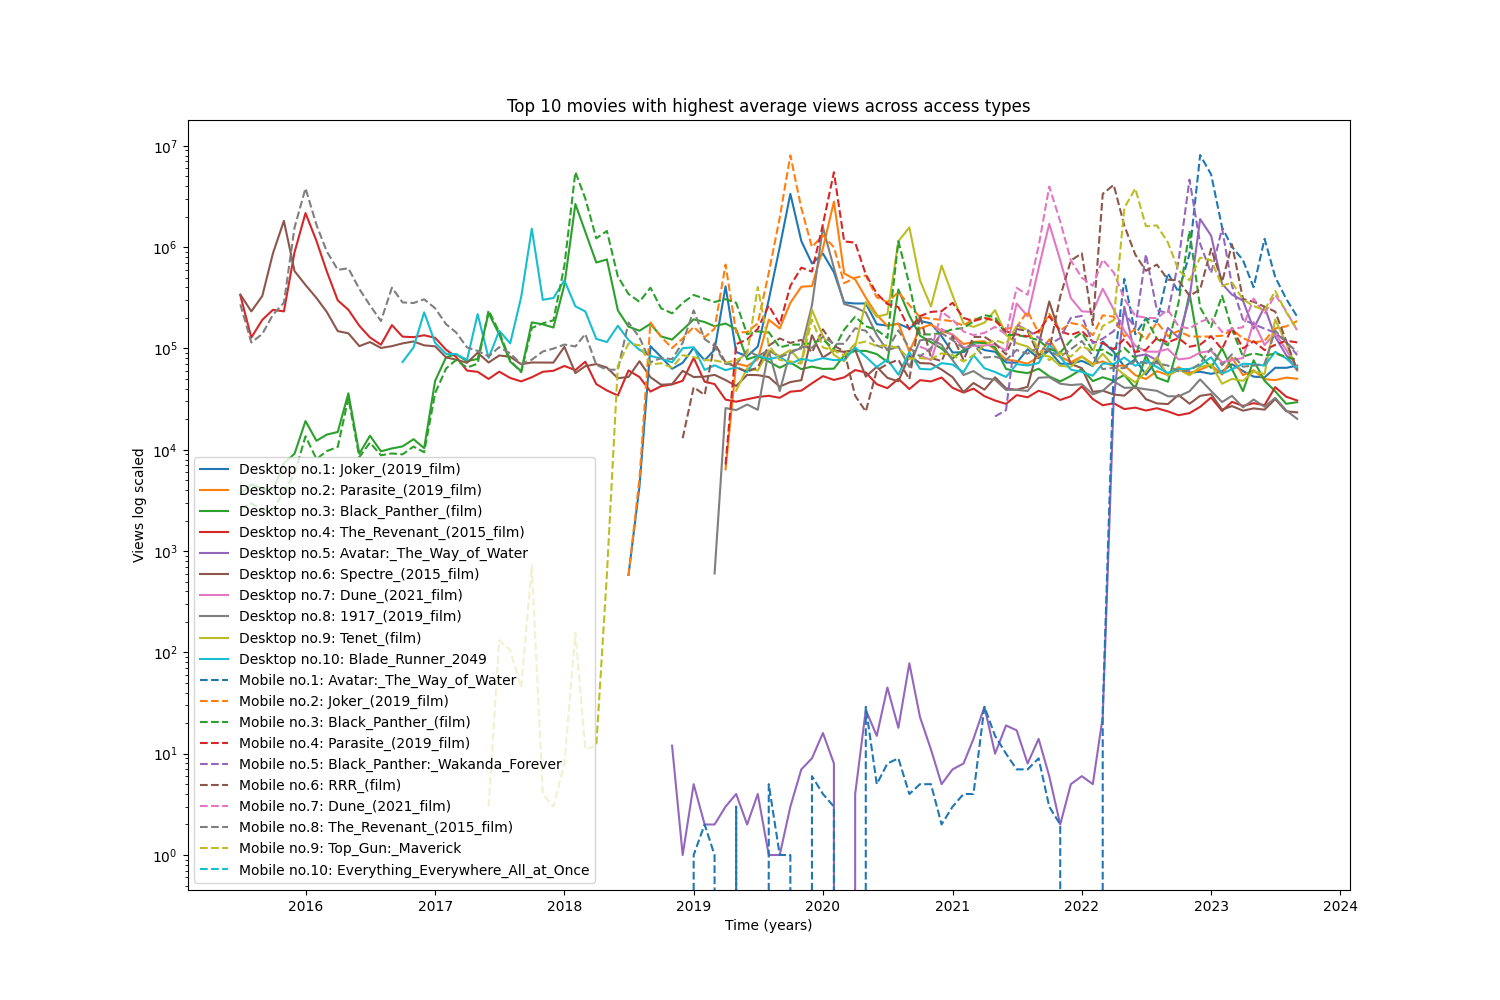 Top 10 movies with highest average views across access types
10^7
10^6
10^5
10^4
10^3
10^2
10^1
10^0
Views log scaled
Desktop no.1: Joker_(2019_film)
Desktop no.2: Parasite_(2019_film)
Desktop no.3: Black_Panther_(film)
Desktop no.4: The_Revenant_(2015_film)
Desktop no.5: Avatar:_The_Way_of_Water
Desktop no.6: Spectre_(2015_film)
Desktop no.7: Dune_(2021_film)
Desktop no.8: 1917_(2019_film)
Desktop no.9: Tenet_(film)
Desktop no.10: Blade_Runner_2049
Mobile no.1: Avatar:_The_Way_of_Water
Mobile no.2: Joker_(2019_film)
Mobile no.3: Black_Panther_(film)
Mobile no.4: Parasite_(2019_film)
Mobile no.5: Black_Panther:_Wakanda_Forever
Mobile no.6: RRR_(film)
Mobile no.7: Dune_(2021_film)
Mobile no.8: The_Revenant_(2015_film)
Mobile no.9: Top_Gun:_Maverick
Mobile no.10: Everything_Everywhere_All_at_Once
2016 2017 2018 2019 2020 2021 2022 2023 2024
Time (years)